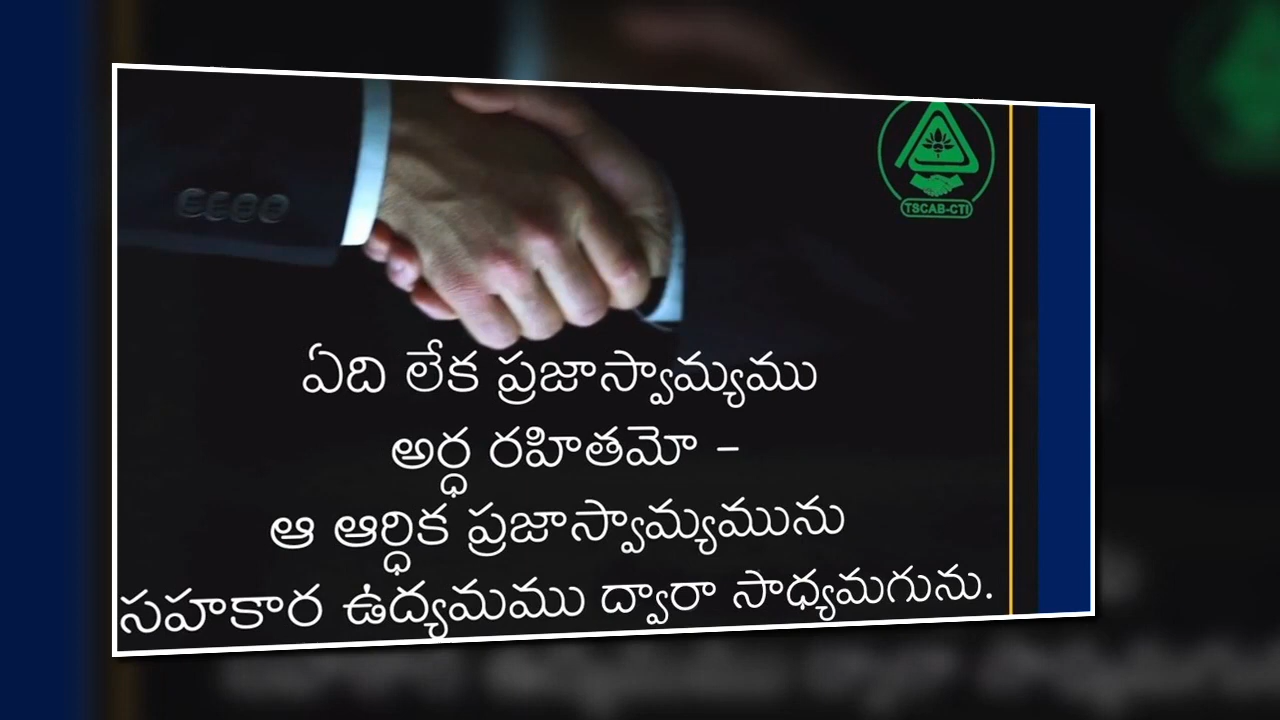 TSCAB-CTI
ఏది లేక ప్రజాస్వామ్యము
అర్ధ రహితమో -
ఆ ఆర్ధిక ప్రజాస్వామ్యమును
సహకార ఉద్యమము ద్వారా సాధ్యమగును.